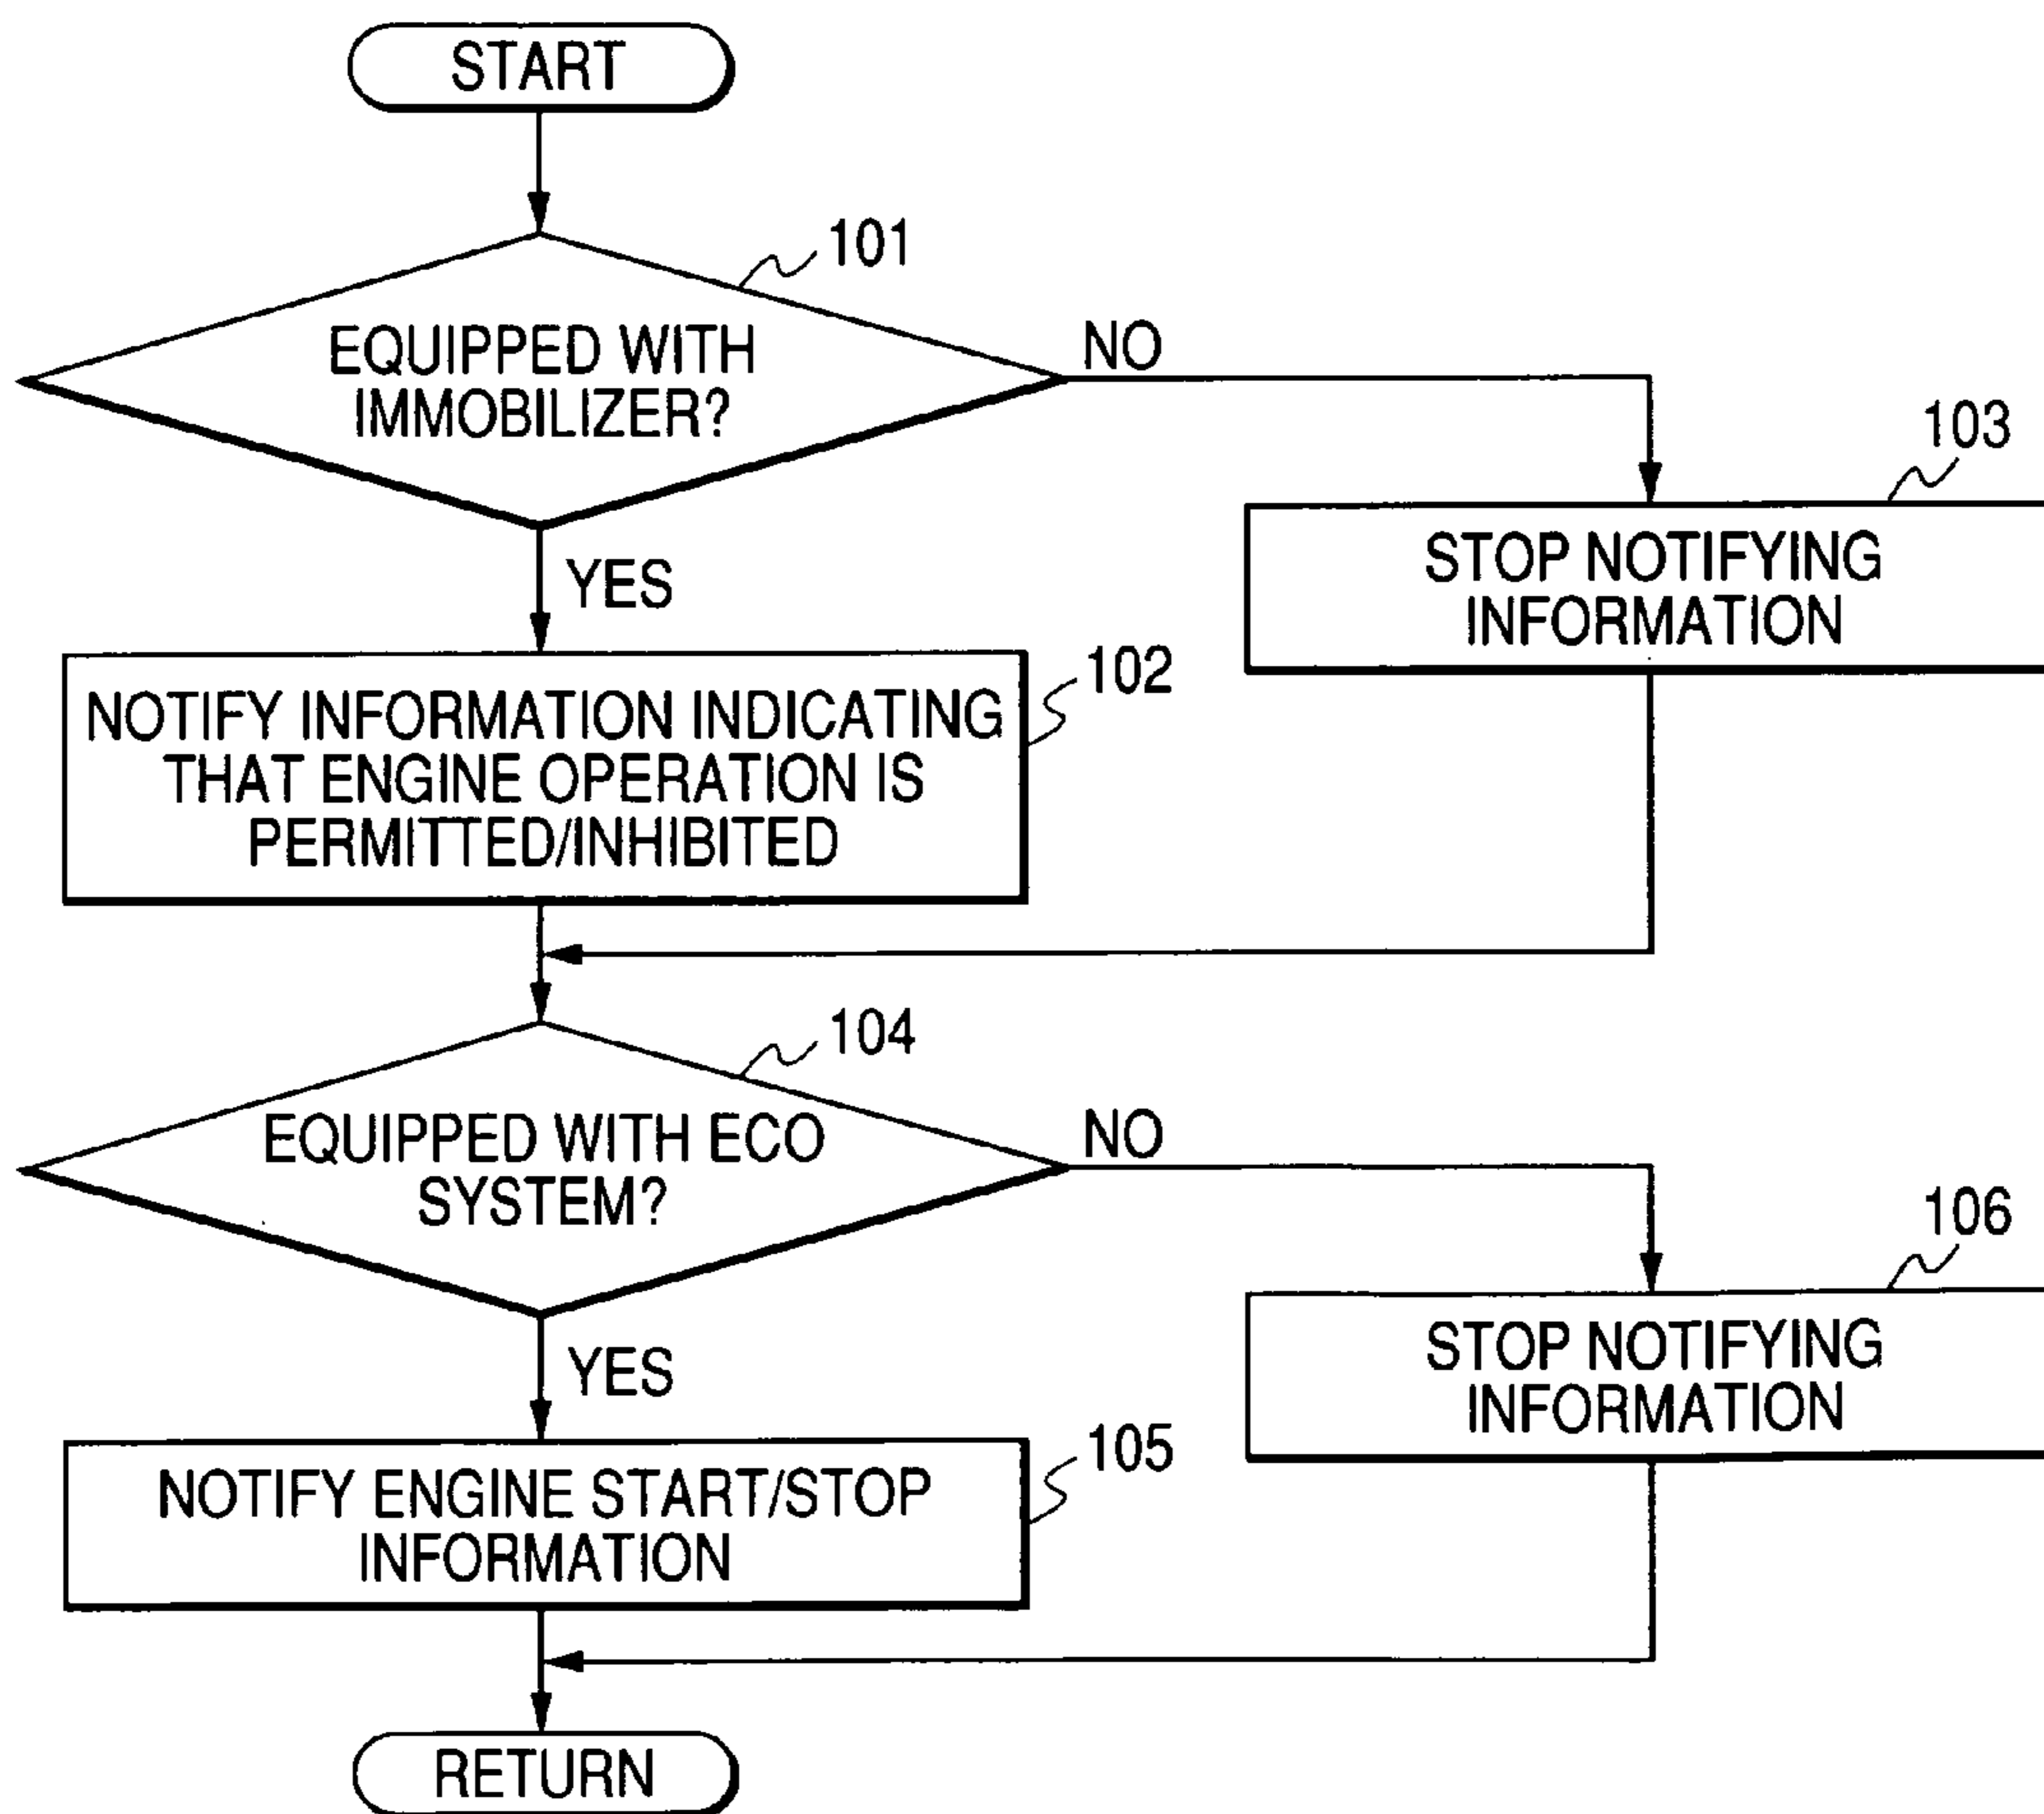 START
101
EQUIPPED WITH
IMMOBILIZER?
NO
103
STOP NOTIFYING
INFORMATION
YES
102
NOTIFY INFORMATION INDICATING
THAT ENGINE OPERATION IS
PERMITTED/INHIBITED
104
EQUIPPED WITH ECO
SYSTEM?
NO
106
STOP NOTIFYING
INFORMATION
YES
105
NOTIFY ENGINE START/STOP
INFORMATION
RETURN